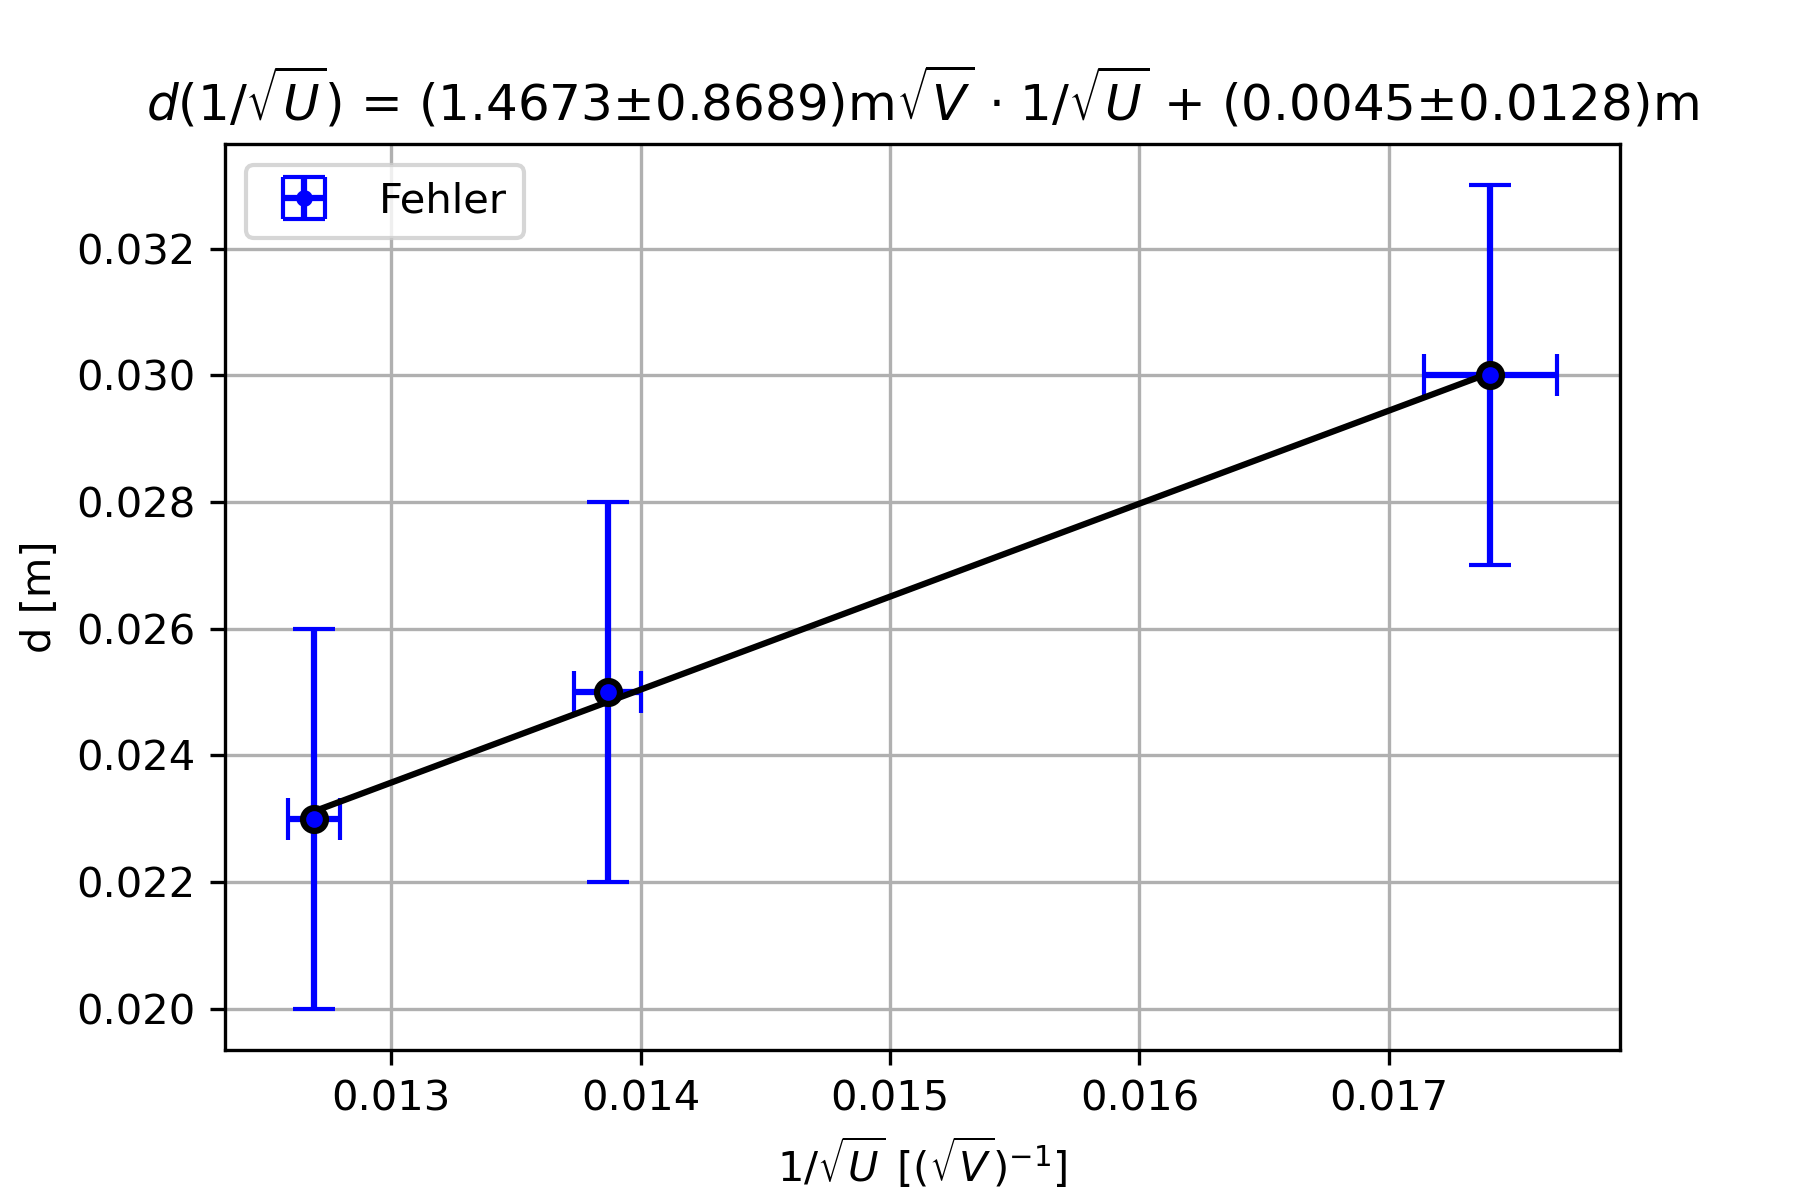 d(1/√U) = (1.4673±0.8689)m√V · 1/√U + (0.0045±0.0128)m
Fehler
0.032
0.030
0.028
0.026
0.024
0.022
0.020
d [m]
0.013 0.014 0.015 0.016 0.017
1/√U [(√V)⁻¹]